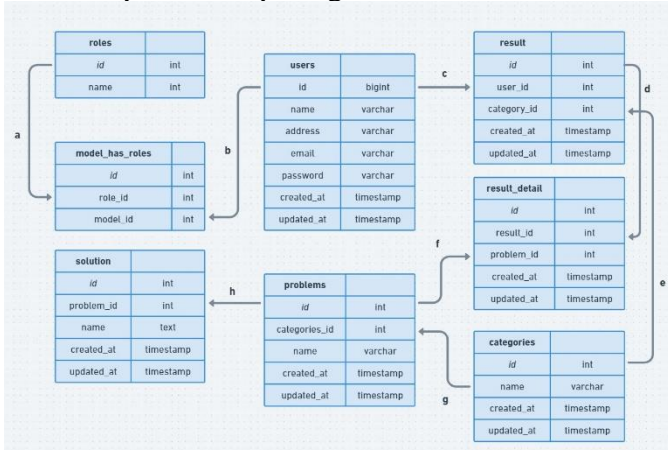 roles
id int
name int
a
model_has_roles
id int
role_id int
model_id int
b
users
id bigint
name varchar
address varchar
email varchar
password varchar
created_at timestamp
updated_at timestamp
c
result
id int
user_id int
category_id int
created_at timestamp
updated_at timestamp
d
result_detail
id int
result_id int
problem_id int
created_at timestamp
updated_at timestamp
e
solution
id int
problem_id int
name text
created_at timestamp
updated_at timestamp
h
problems
id int
categories_id int
name varchar
created_at timestamp
updated_at timestamp
f
g
categories
id int
name varchar
created_at timestamp
updated_at timestamp